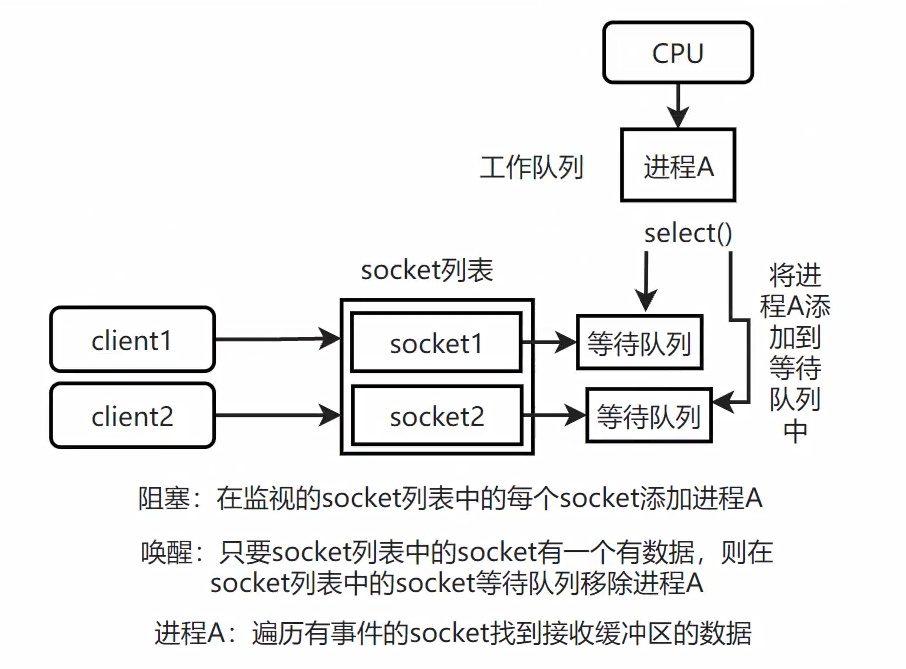 CPU
工作队列
进程A
select()
socket列表
将进
程A添
加到
等待
队列
中
client1
socket1
等待队列
client2
socket2
等待队列
阻塞：在监视的socket列表中的每个socket添加进程A
唤醒：只要socket列表中的socket有一个有数据，则在
socket列表中的socket等待队列移除进程A
进程A：遍历有事件的socket找到接收缓冲区的数据